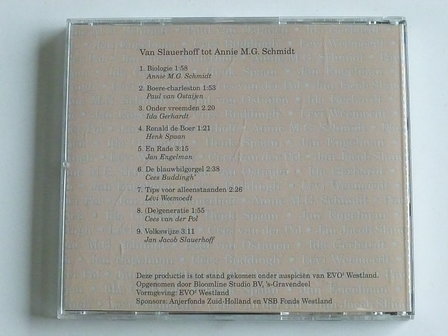 Van Slauerhoff tot Annie M.G. Schmidt
1. Biologie 1:58
Annie M.G. Schmidt
2. Boere-charleston 1:53
Paul van Ostaijen
3. Onder vreemden 2.20
Ida Gerhardt
4. Ronald de Boer 1:21
Henk Spaan
5. En Rade 3:15
Jan Engelman
6. De blauwbilgorgel 2:38
Cees Buddingh'
7. Tips voor alleenstaanden 2:26
Lévi Weemoedt
8. (De)generatie 1:55
Cees van der Pol
9. Volkswijze 3.11
Jan Jacob Slauerhoff
Deze productie is tot stand gekomen onder auspiciën van EVO² Westland.
Opgenomen door Bloomline Studio BV, 's-Gravendeel
Vormgeving: EVO² Westland
Sponsors: Anjerfonds Zuid-Holland en VSB Fonds Westland